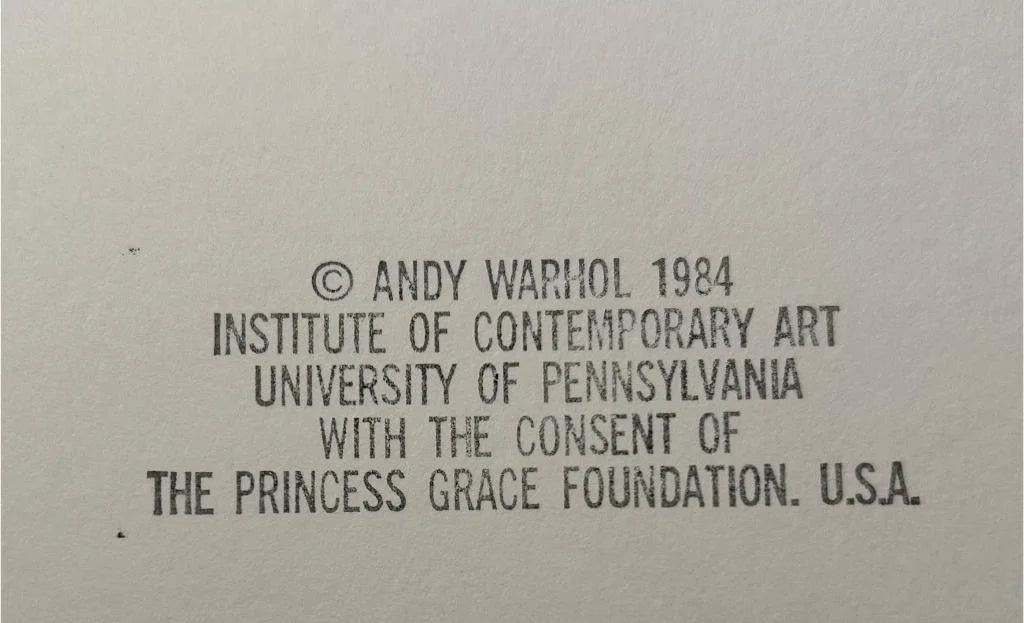 © ANDY WARHOL 1984
INSTITUTE OF CONTEMPORARY ART
UNIVERSITY OF PENNSYLVANIA
WITH THE CONSENT OF
THE PRINCESS GRACE FOUNDATION. U.S.A.